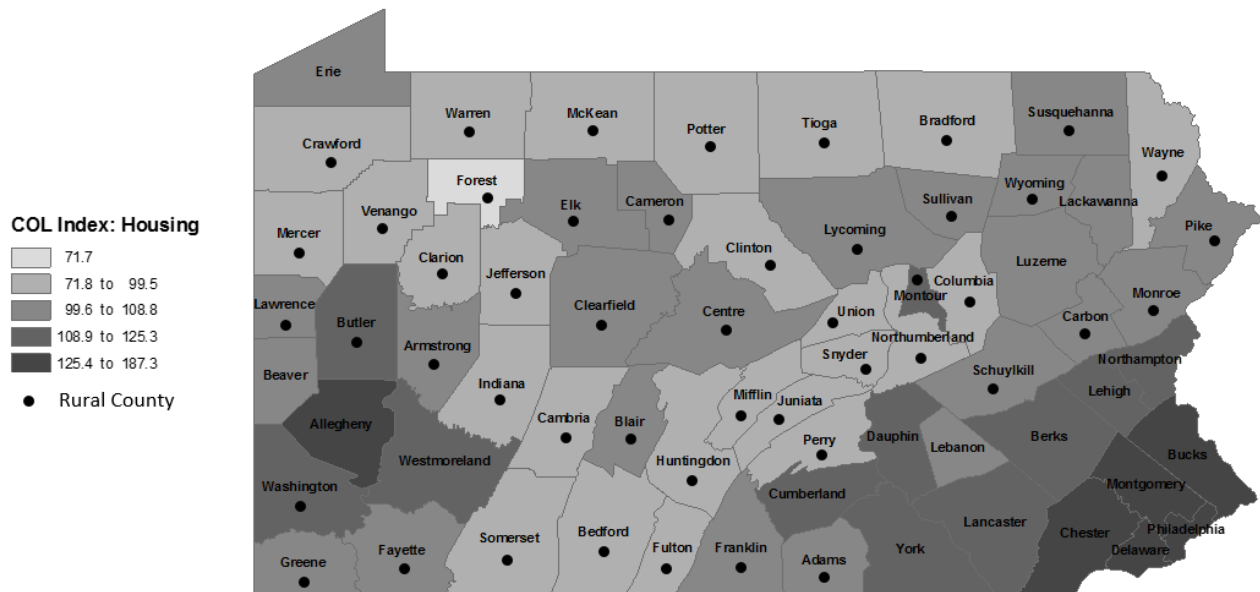 Erie
Warren
McKean
Potter
Tioga
Bradford
Susquehanna
Crawford
Wayne
Forest
Venango
Elk
Cameron
Sullivan
Wyoming
Lackawanna
COL Index: Housing
71.7
71.8 to 99.5
99.6 to 108.8
108.9 to 125.3
125.4 to 187.3
Rural County
Mercer
Clarion
Jefferson
Clinton
Lycoming
Pike
Luzerne
Lawrence
Butler
Clearfield
Centre
Montour
Columbia
Monroe
Union
Carbon
Armstrong
Northumberland
Snyder
Northampton
Beaver
Indiana
Schuylkill
Lehigh
Mifflin
Juniata
Allegheny
Cambria
Blair
Perry
Dauphin
Lebanon
Berks
Bucks
Westmoreland
Huntingdon
Washington
Cumberland
Montgomery
Somerset
Bedford
Fulton
Franklin
Adams
York
Lancaster
Chester
Philadelphia
Delaware
Greene
Fayette